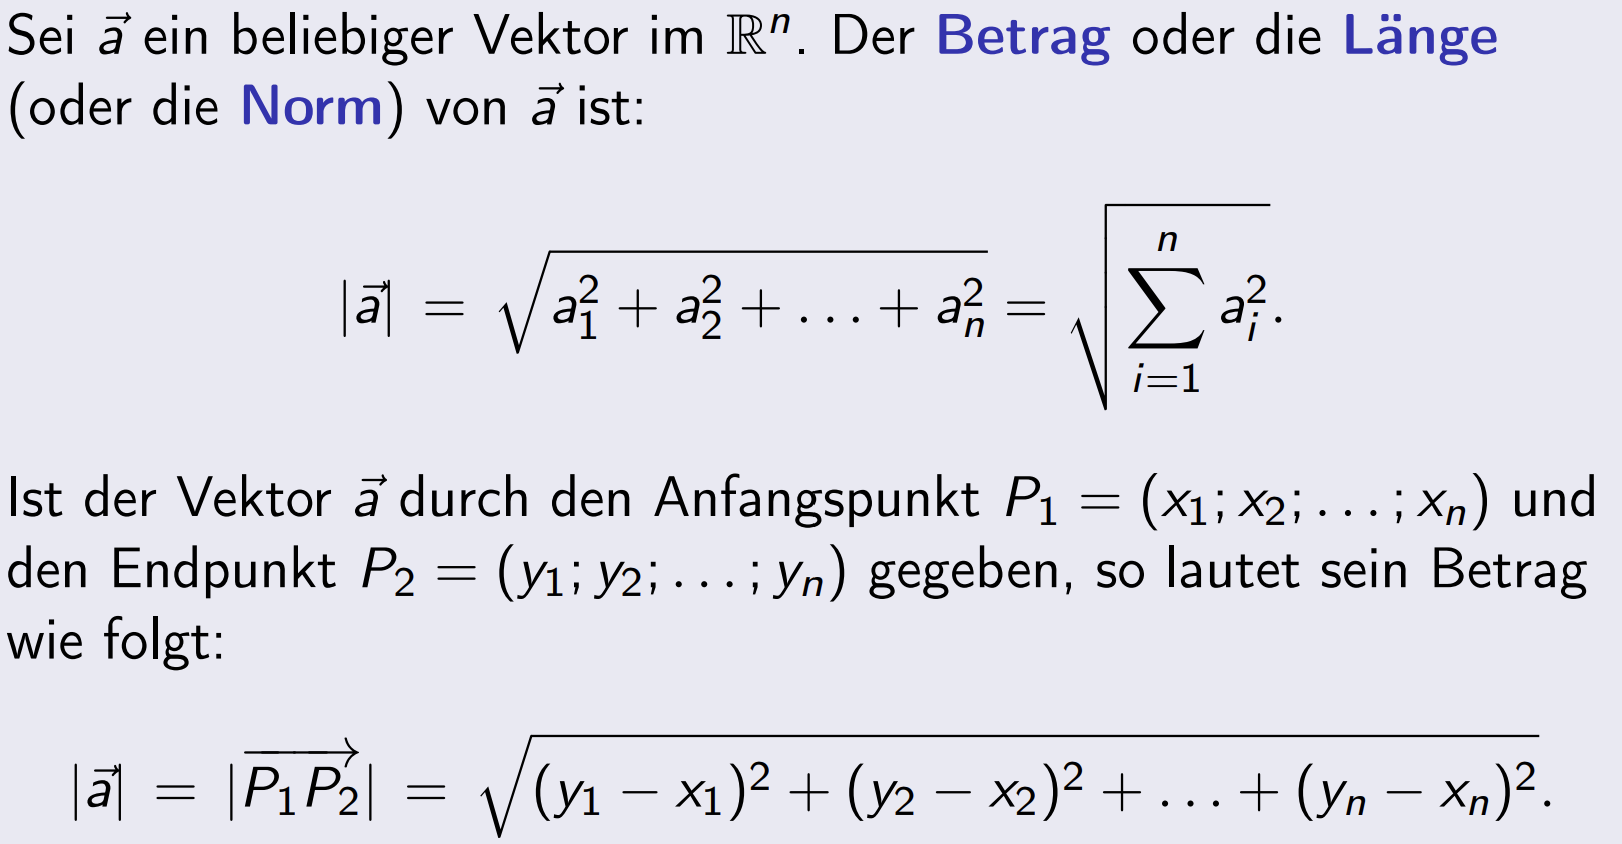 Sei a⃗ ein beliebiger Vektor im ℝⁿ. Der Betrag oder die Länge
(oder die Norm) von a⃗ ist:
|a⃗| = √(a₁² + a₂² + . . . + aₙ²) = √(∑ᵢ₌₁ⁿ aᵢ²).
Ist der Vektor a⃗ durch den Anfangspunkt P₁ = (x₁; x₂; . . . ; xₙ) und
den Endpunkt P₂ = (y₁; y₂; . . . ; yₙ) gegeben, so lautet sein Betrag
wie folgt:
|a⃗| = |P₁P₂⃗| = √((y₁ − x₁)² + (y₂ − x₂)² + . . . + (yₙ − xₙ)²).